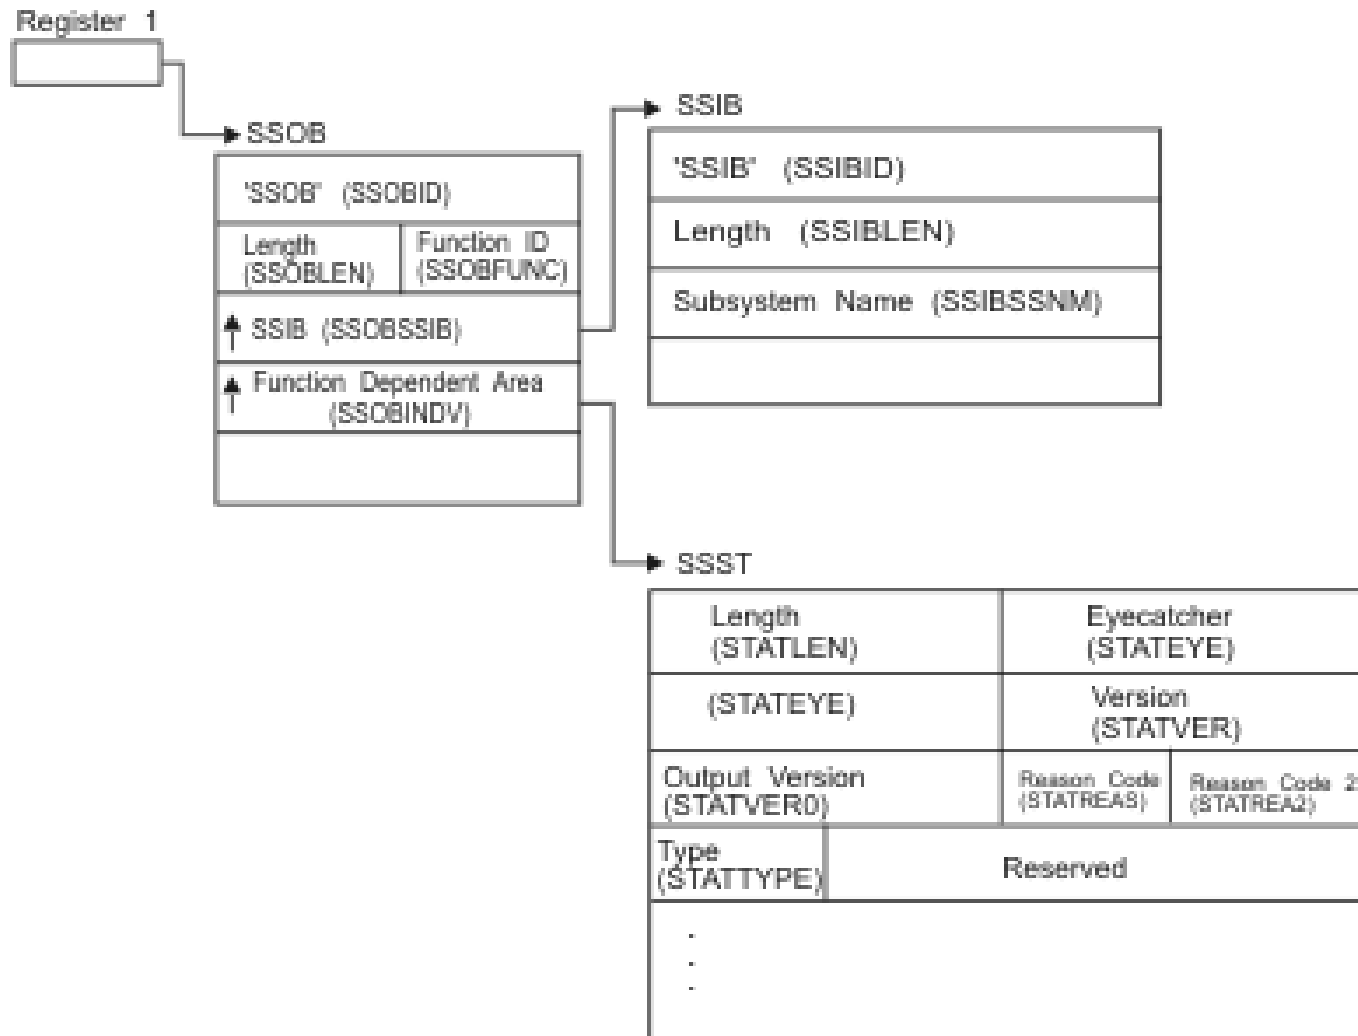 Register 1
SSOB
'SSOB' (SSOBID)
Length
(SSOBLEN)
Function ID
(SSOBFUNC)
SSIB (SSOBSSIB)
Function Dependent Area
(SSOBINDV)
SSIB
'SSIB' (SSIBID)
Length (SSIBLEN)
Subsystem Name (SSIBSSNM)
SSST
Length
(STATLEN)
Eyecatcher
(STATEYE)
(STATEYE)
Version
(STATVER)
Output Version
(STATVERO)
Reason Code
(STATREAS)
Reason Code 2
(STATREA2)
Type
(STATTYPE)
Reserved
.
.
.